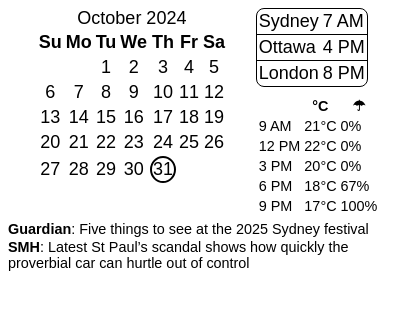 October 2024
Su Mo Tu We Th Fr Sa
1 2 3 4 5
6 7 8 9 10 11 12
13 14 15 16 17 18 19
20 21 22 23 24 25 26
27 28 29 30 31
Sydney 7 AM
Ottawa 4 PM
London 8 PM
°C ☂
9 AM 21°C 0%
12 PM 22°C 0%
3 PM 20°C 0%
6 PM 18°C 67%
9 PM 17°C 100%
Guardian: Five things to see at the 2025 Sydney festival
SMH: Latest St Paul’s scandal shows how quickly the
proverbial car can hurtle out of control